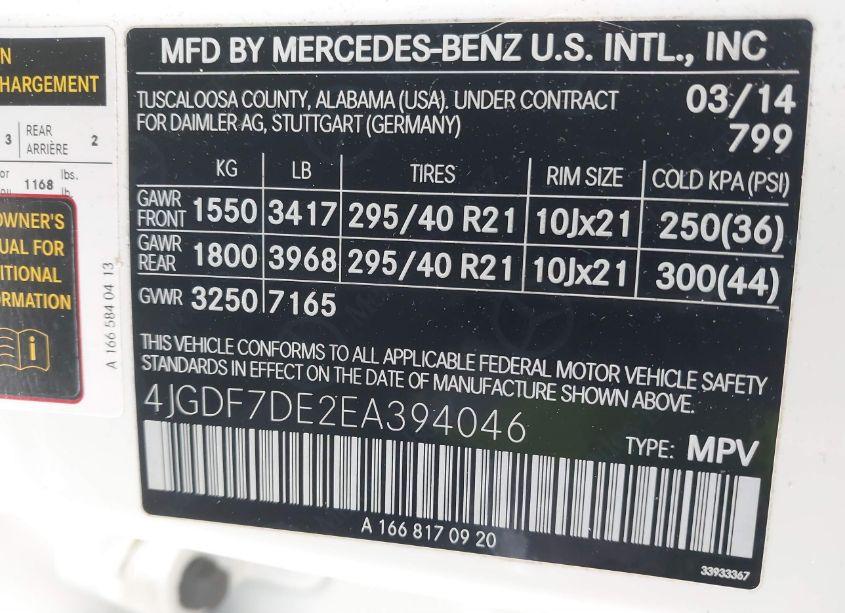 N
HARGEMENT
3 REAR ARRIÈRE 2
or 1168 lbs.
ou lb
OWNER'S
UAL FOR
ITIONAL
FORMATION
i
A 166 584 04 13
MFD BY MERCEDES-BENZ U.S. INTL., INC
TUSCALOOSA COUNTY, ALABAMA (USA). UNDER CONTRACT 03/14
FOR DAIMLER AG, STUTTGART (GERMANY) 799
KG LB TIRES RIM SIZE COLD KPA (PSI)
GAWR FRONT 1550 3417 295/40 R21 10Jx21 250(36)
GAWR REAR 1800 3968 295/40 R21 10Jx21 300(44)
GVWR 3250 7165
THIS VEHICLE CONFORMS TO ALL APPLICABLE FEDERAL MOTOR VEHICLE SAFETY
STANDARDS IN EFFECT ON THE DATE OF MANUFACTURE SHOWN ABOVE.
4JGDF7DE2EA394046
TYPE: MPV
A 166 817 09 20
33933367